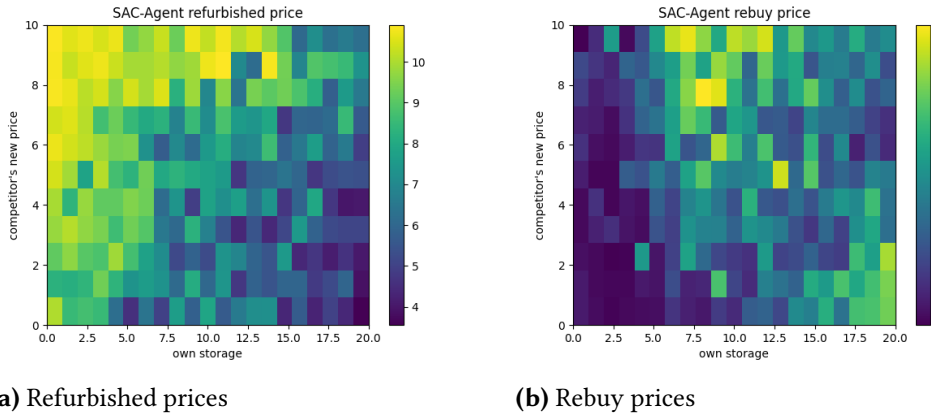 SAC-Agent refurbished price
10
8
6
4
2
0
competitor's new price
0.0 2.5 5.0 7.5 10.0 12.5 15.0 17.5 20.0
own storage
10
9
8
7
6
5
4
SAC-Agent rebuy price
10
8
6
4
2
0
competitor's new price
0.0 2.5 5.0 7.5 10.0 12.5 15.0 17.5 20.0
own storage
a) Refurbished prices
(b) Rebuy prices